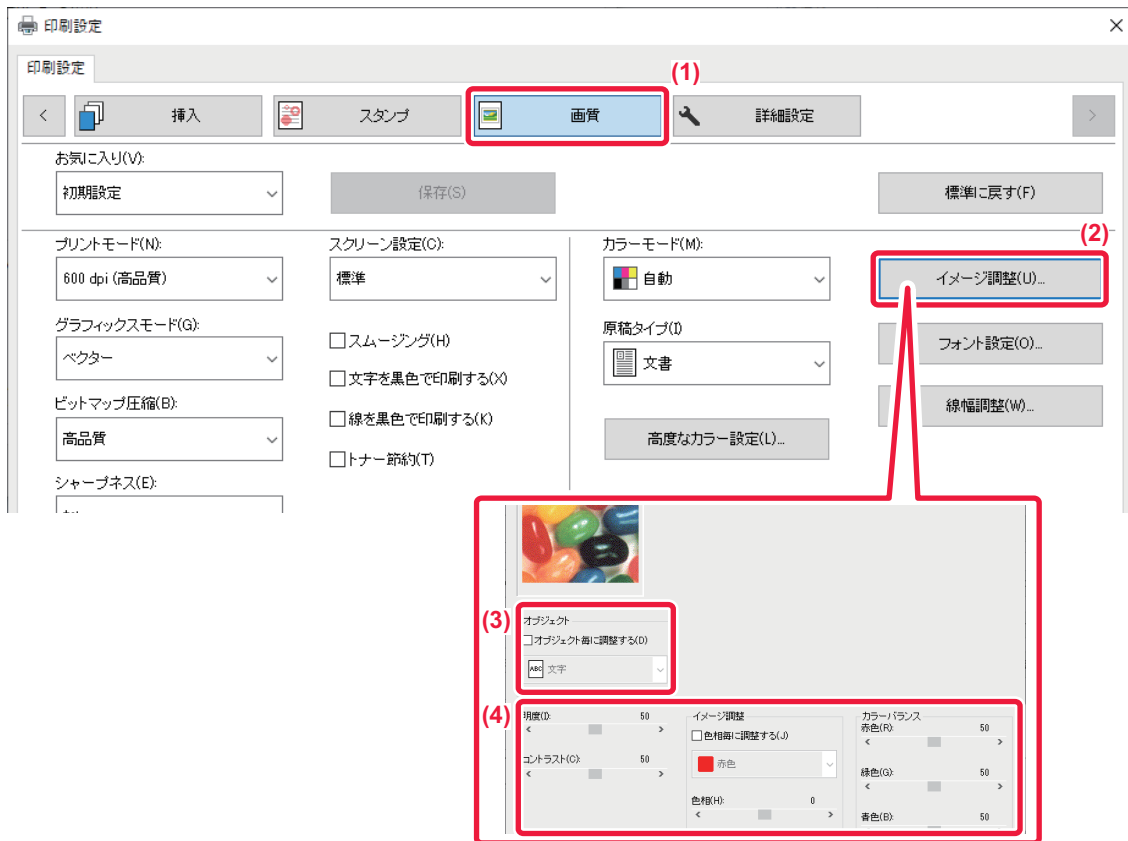 印刷設定
印刷設定
(1)
挿入
スタンプ
画質
詳細設定
お気に入り(V):
初期設定
保存(S)
標準に戻す(F)
(2)
プリントモード(N):
600 dpi (高品質)
スクリーン設定(C):
標準
カラーモード(M):
自動
イメージ調整(U)...
グラフィックスモード(G):
ベクター
スムージング(H)
文字を黒色で印刷する(X)
原稿タイプ(I)
文書
フォント設定(O)...
ビットマップ圧縮(B):
高品質
線を黒色で印刷する(K)
トナー節約(T)
高度なカラー設定(L)...
線幅調整(W)...
シャープネス(E):
(3)
オブジェクト
オブジェクト毎に調整する(D)
ABC 文字
(4)
明度(I): 50
コントラスト(C): 50
イメージ調整
色相毎に調整する(J)
赤色
色相(H): 0
カラーバランス
赤色(R): 50
緑色(G): 50
青色(B): 50